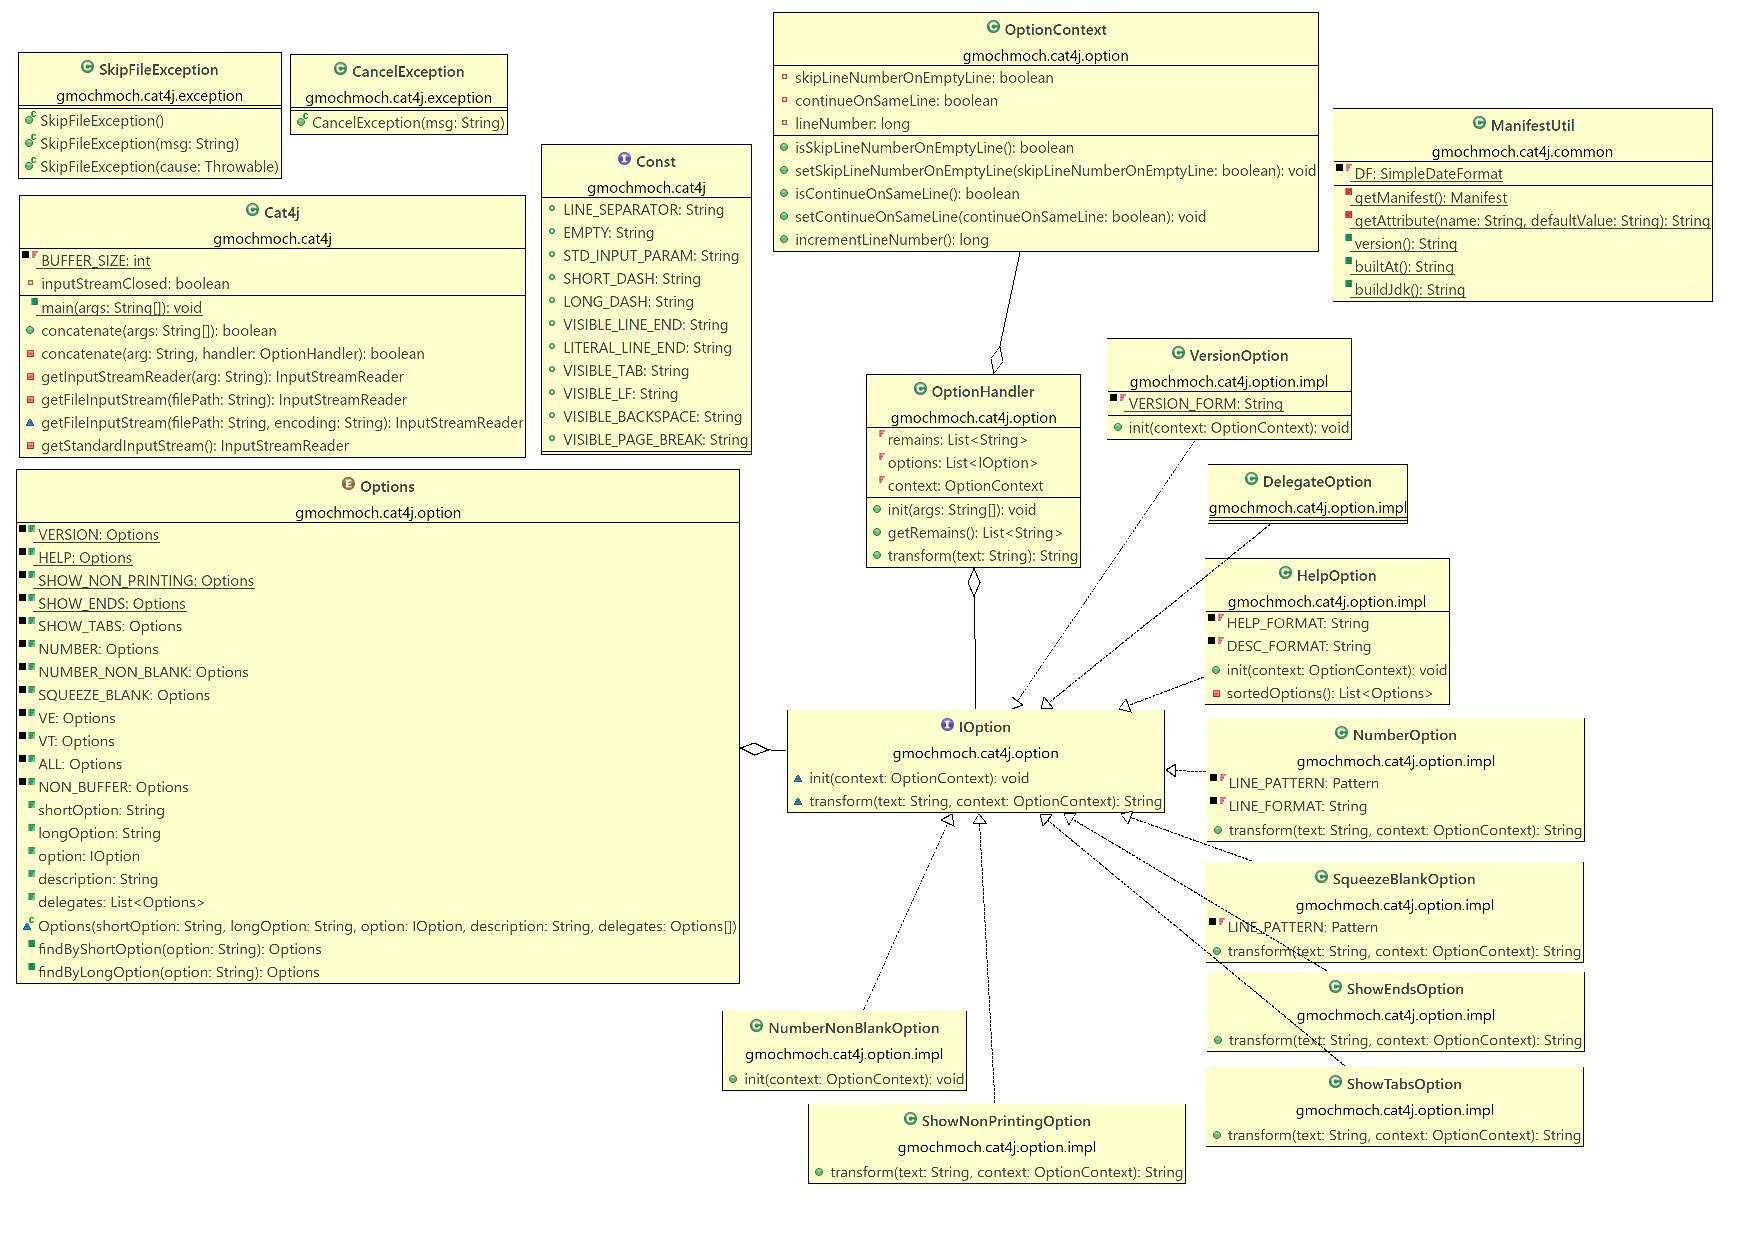 SkipFileException
gmochmoch.cat4j.exception
SkipFileException()
SkipFileException(msg: String)
SkipFileException(cause: Throwable)
CancelException
gmochmoch.cat4j.exception
CancelException(msg: String)
Cat4j
gmochmoch.cat4j
BUFFER_SIZE: int
inputStreamClosed: boolean
main(args: String[]): void
concatenate(args: String[]): boolean
concatenate(arg: String, handler: OptionHandler): boolean
getInputStreamReader(arg: String): InputStreamReader
getFileInputStream(filePath: String): InputStreamReader
getFileInputStream(filePath: String, encoding: String): InputStreamReader
getStandardInputStream(): InputStreamReader
Const
gmochmoch.cat4j
LINE_SEPARATOR: String
EMPTY: String
STD_INPUT_PARAM: String
SHORT_DASH: String
LONG_DASH: String
VISIBLE_LINE_END: String
LITERAL_LINE_END: String
VISIBLE_TAB: String
VISIBLE_LF: String
VISIBLE_BACKSPACE: String
VISIBLE_PAGE_BREAK: String
OptionContext
gmochmoch.cat4j.option
skipLineNumberOnEmptyLine: boolean
continueOnSameLine: boolean
lineNumber: long
isSkipLineNumberOnEmptyLine(): boolean
setSkipLineNumberOnEmptyLine(skipLineNumberOnEmptyLine: boolean): void
isContinueOnSameLine(): boolean
setContinueOnSameLine(continueOnSameLine: boolean): void
incrementLineNumber(): long
ManifestUtil
gmochmoch.cat4j.common
DF: SimpleDateFormat
getManifest(): Manifest
getAttribute(name: String, defaultValue: String): String
version(): String
builtAt(): String
buildJdk(): String
OptionHandler
gmochmoch.cat4j.option
remains: List<String>
options: List<IOption>
context: OptionContext
init(args: String[]): void
getRemains(): List<String>
transform(text: String): String
VersionOption
gmochmoch.cat4j.option.impl
VERSION_FORM: String
init(context: OptionContext): void
DelegateOption
gmochmoch.cat4j.option.impl
HelpOption
gmochmoch.cat4j.option.impl
HELP_FORMAT: String
DESC_FORMAT: String
init(context: OptionContext): void
sortedOptions(): List<Options>
Options
gmochmoch.cat4j.option
VERSION: Options
HELP: Options
SHOW_NON_PRINTING: Options
SHOW_ENDS: Options
SHOW_TABS: Options
NUMBER: Options
NUMBER_NON_BLANK: Options
SQUEEZE_BLANK: Options
VE: Options
VT: Options
ALL: Options
NON_BUFFER: Options
shortOption: String
longOption: String
option: IOption
description: String
delegates: List<Options>
Options(shortOption: String, longOption: String, option: IOption, description: String, delegates: Options[])
findByShortOption(option: String): Options
findByLongOption(option: String): Options
IOption
gmochmoch.cat4j.option
init(context: OptionContext): void
transform(text: String, context: OptionContext): String
NumberOption
gmochmoch.cat4j.option.impl
LINE_PATTERN: Pattern
LINE_FORMAT: String
transform(text: String, context: OptionContext): String
SqueezeBlankOption
gmochmoch.cat4j.option.impl
LINE_PATTERN: Pattern
transform(text: String, context: OptionContext): String
ShowEndsOption
gmochmoch.cat4j.option.impl
transform(text: String, context: OptionContext): String
ShowTabsOption
gmochmoch.cat4j.option.impl
transform(text: String, context: OptionContext): String
NumberNonBlankOption
gmochmoch.cat4j.option.impl
init(context: OptionContext): void
ShowNonPrintingOption
gmochmoch.cat4j.option.impl
transform(text: String, context: OptionContext): String